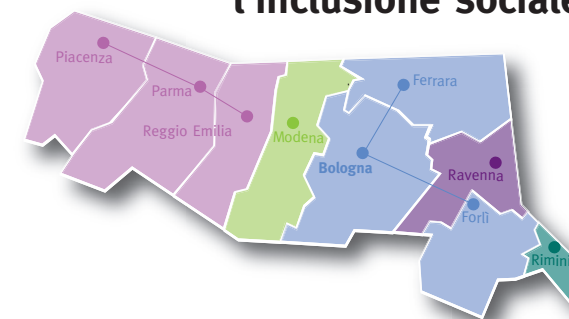 l'inclusione sociale
Piacenza
Parma
Reggio Emilia
Modena
Ferrara
Bologna
Ravenna
Forlì
Rimini